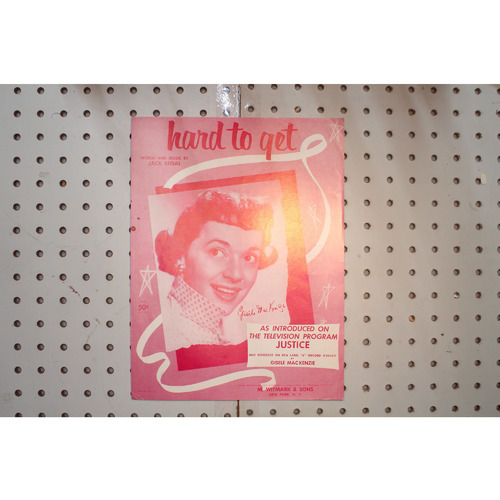 hard to get
WORDS AND MUSIC BY
JACK SEGAL
50¢
Gisele MacKenzie
AS INTRODUCED ON
THE TELEVISION PROGRAM
JUSTICE
GISELE MACKENZIE
M. WITMARK & SONS
NEW YORK, N. Y.